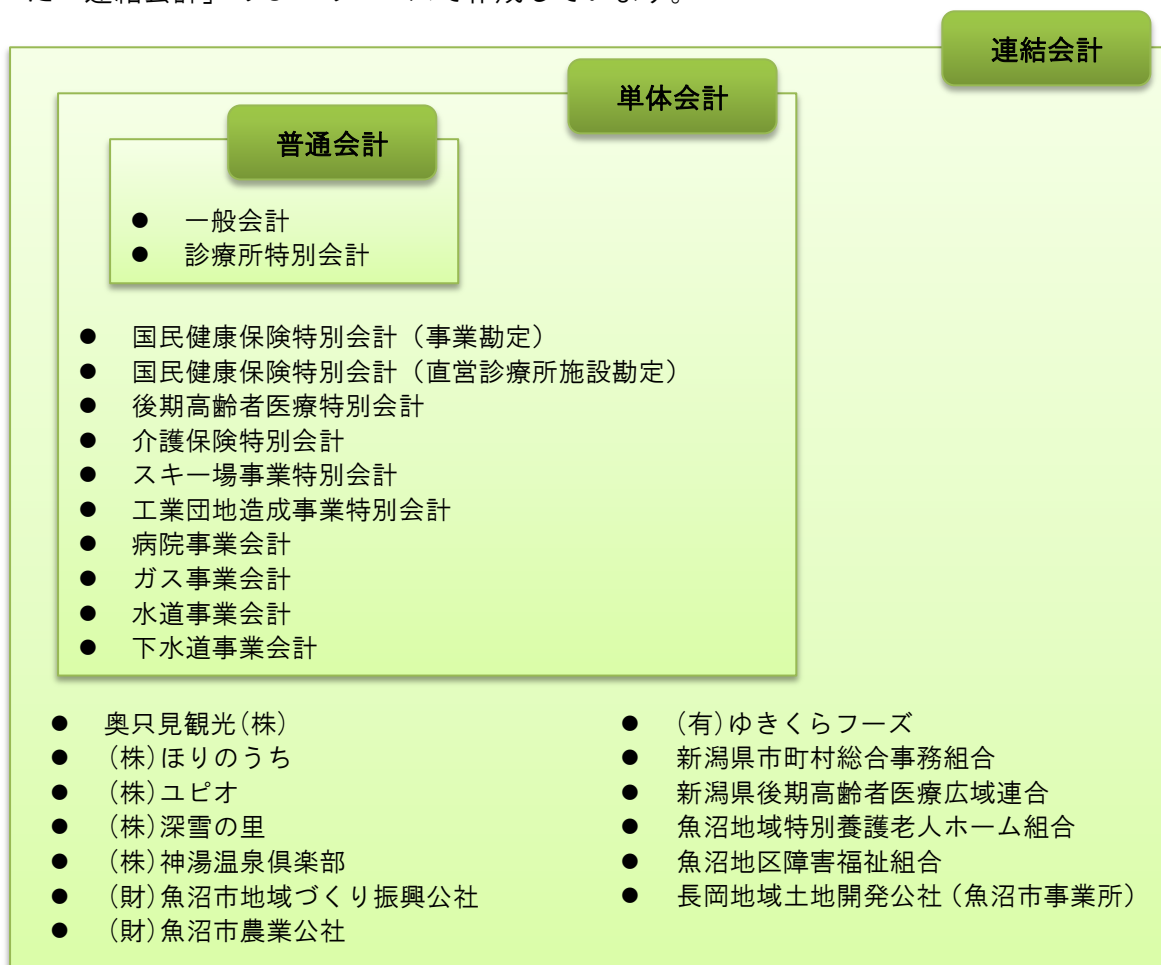 連結会計
単体会計
普通会計
● 一般会計
● 診療所特別会計
● 国民健康保険特別会計（事業勘定）
● 国民健康保険特別会計（直営診療所施設勘定）
● 後期高齢者医療特別会計
● 介護保険特別会計
● スキー場事業特別会計
● 工業団地造成事業特別会計
● 病院事業会計
● ガス事業会計
● 水道事業会計
● 下水道事業会計
● 奥只見観光(株)
● (株)ほりのうち
● (株)ユピオ
● (株)深雪の里
● (株)神湯温泉倶楽部
● (財)魚沼市地域づくり振興公社
● (財)魚沼市農業公社
● (有)ゆきくらフーズ
● 新潟県市町村総合事務組合
● 新潟県後期高齢者医療広域連合
● 魚沼地域特別養護老人ホーム組合
● 魚沼地区障害福祉組合
● 長岡地域土地開発公社（魚沼市事業所）